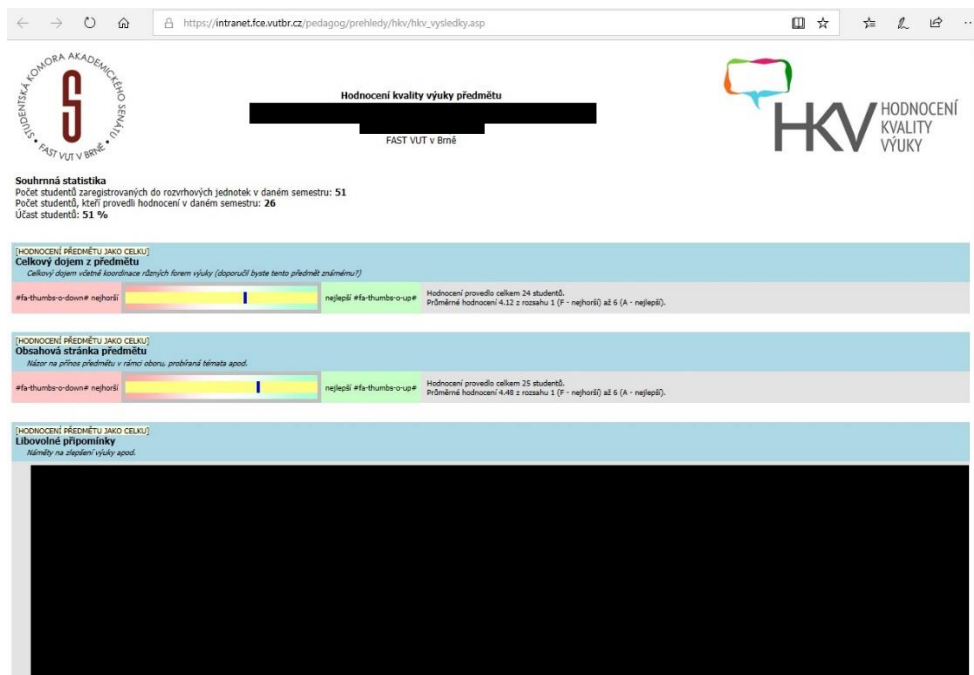 https://intranet.fce.vutbr.cz/pedagog/prehledy/hkv/hkv_vysledky.asp
STUDENTSKÁ KOMORA AKADEMICKÉHO SENÁTU
S
• FAST VUT V BRNĚ •
Hodnocení kvality výuky předmětu
FAST VUT v Brně
HKV
HODNOCENÍ
KVALITY
VÝUKY
Souhrnná statistika
Počet studentů zaregistrovaných do rozvrhových jednotek v daném semestru: 51
Počet studentů, kteří provedli hodnocení v daném semestru: 26
Účast studentů: 51 %
[HODNOCENÍ PŘEDMĚTU JAKO CELKU]
Celkový dojem z předmětu
Celkový dojem včetně koordinace různých forem výuky (doporučil byste tento předmět známému?)
#fa-thumbs-o-down# nejhorší
nejlepší #fa-thumbs-o-up#
Hodnocení provedlo celkem 24 studentů.
Průměrné hodnocení 4.12 z rozsahu 1 (F - nejhorší) až 6 (A - nejlepší).
[HODNOCENÍ PŘEDMĚTU JAKO CELKU]
Obsahová stránka předmětu
Názor na přínos předmětu v rámci oboru, probíraná témata apod.
#fa-thumbs-o-down# nejhorší
nejlepší #fa-thumbs-o-up#
Hodnocení provedlo celkem 25 studentů.
Průměrné hodnocení 4.48 z rozsahu 1 (F - nejhorší) až 6 (A - nejlepší).
[HODNOCENÍ PŘEDMĚTU JAKO CELKU]
Libovolné připomínky
Náměty na zlepšení výuky apod.